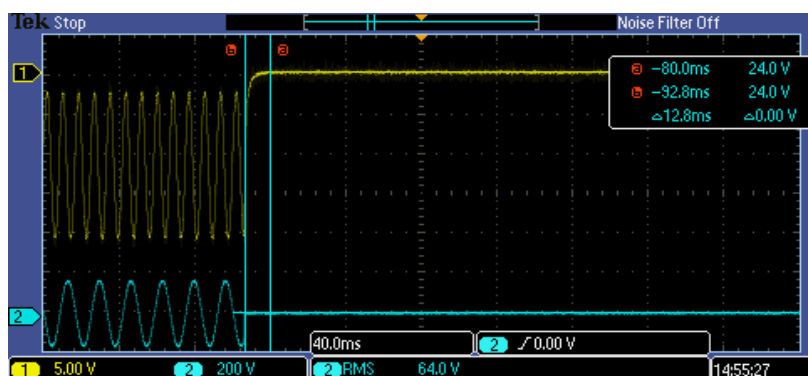 Tek Stop Noise Filter Off
b a
1
a −80.0ms 24.0 V
b −92.8ms 24.0 V
△12.8ms △0.00 V
2
40.0ms 2 ∫ 0.00 V
1 5.00 V 2 200 V 2 RMS 64.0 V 14:55:27